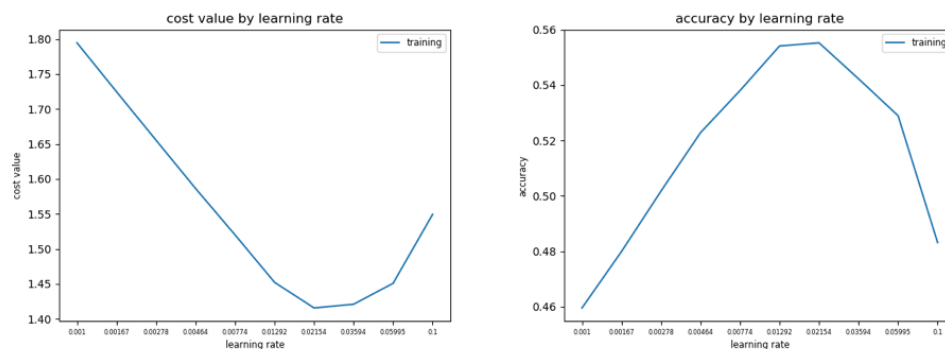 cost value by learning rate
training
cost value
1.80
1.75
1.70
1.65
1.60
1.55
1.50
1.45
1.40
0.001 0.00167 0.00278 0.00464 0.00774 0.01292 0.02154 0.03594 0.05995 0.1
learning rate
accuracy by learning rate
training
accuracy
0.56
0.54
0.52
0.50
0.48
0.46
0.001 0.00167 0.00278 0.00464 0.00774 0.01292 0.02154 0.03594 0.05995 0.1
learning rate